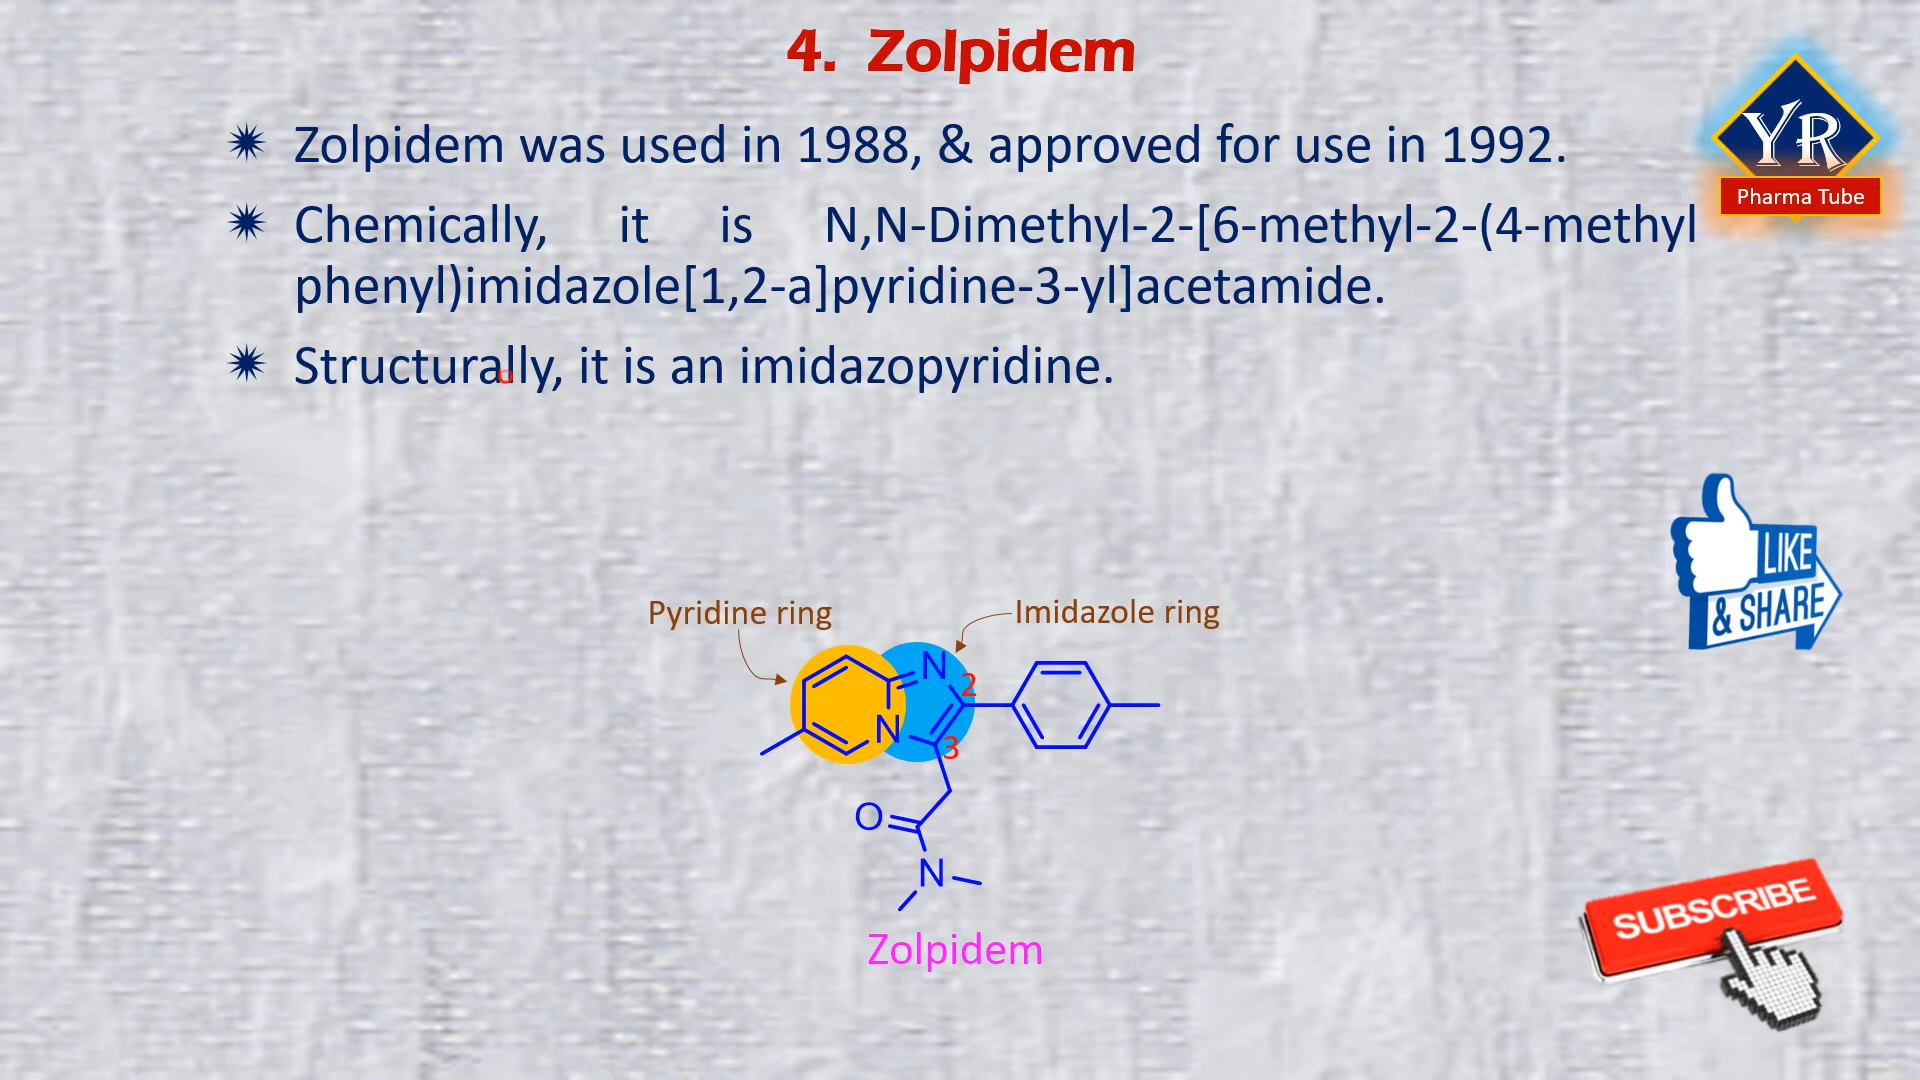 4. Zolpidem
YR
Pharma Tube
Zolpidem was used in 1988, & approved for use in 1992.
Chemically, it is N,N-Dimethyl-2-[6-methyl-2-(4-methyl
phenyl)imidazole[1,2-a]pyridine-3-yl]acetamide.
Structurally, it is an imidazopyridine.
LIKE
& SHARE
Pyridine ring
Imidazole ring
N
2
N
3
O
N
Zolpidem
SUBSCRIBE